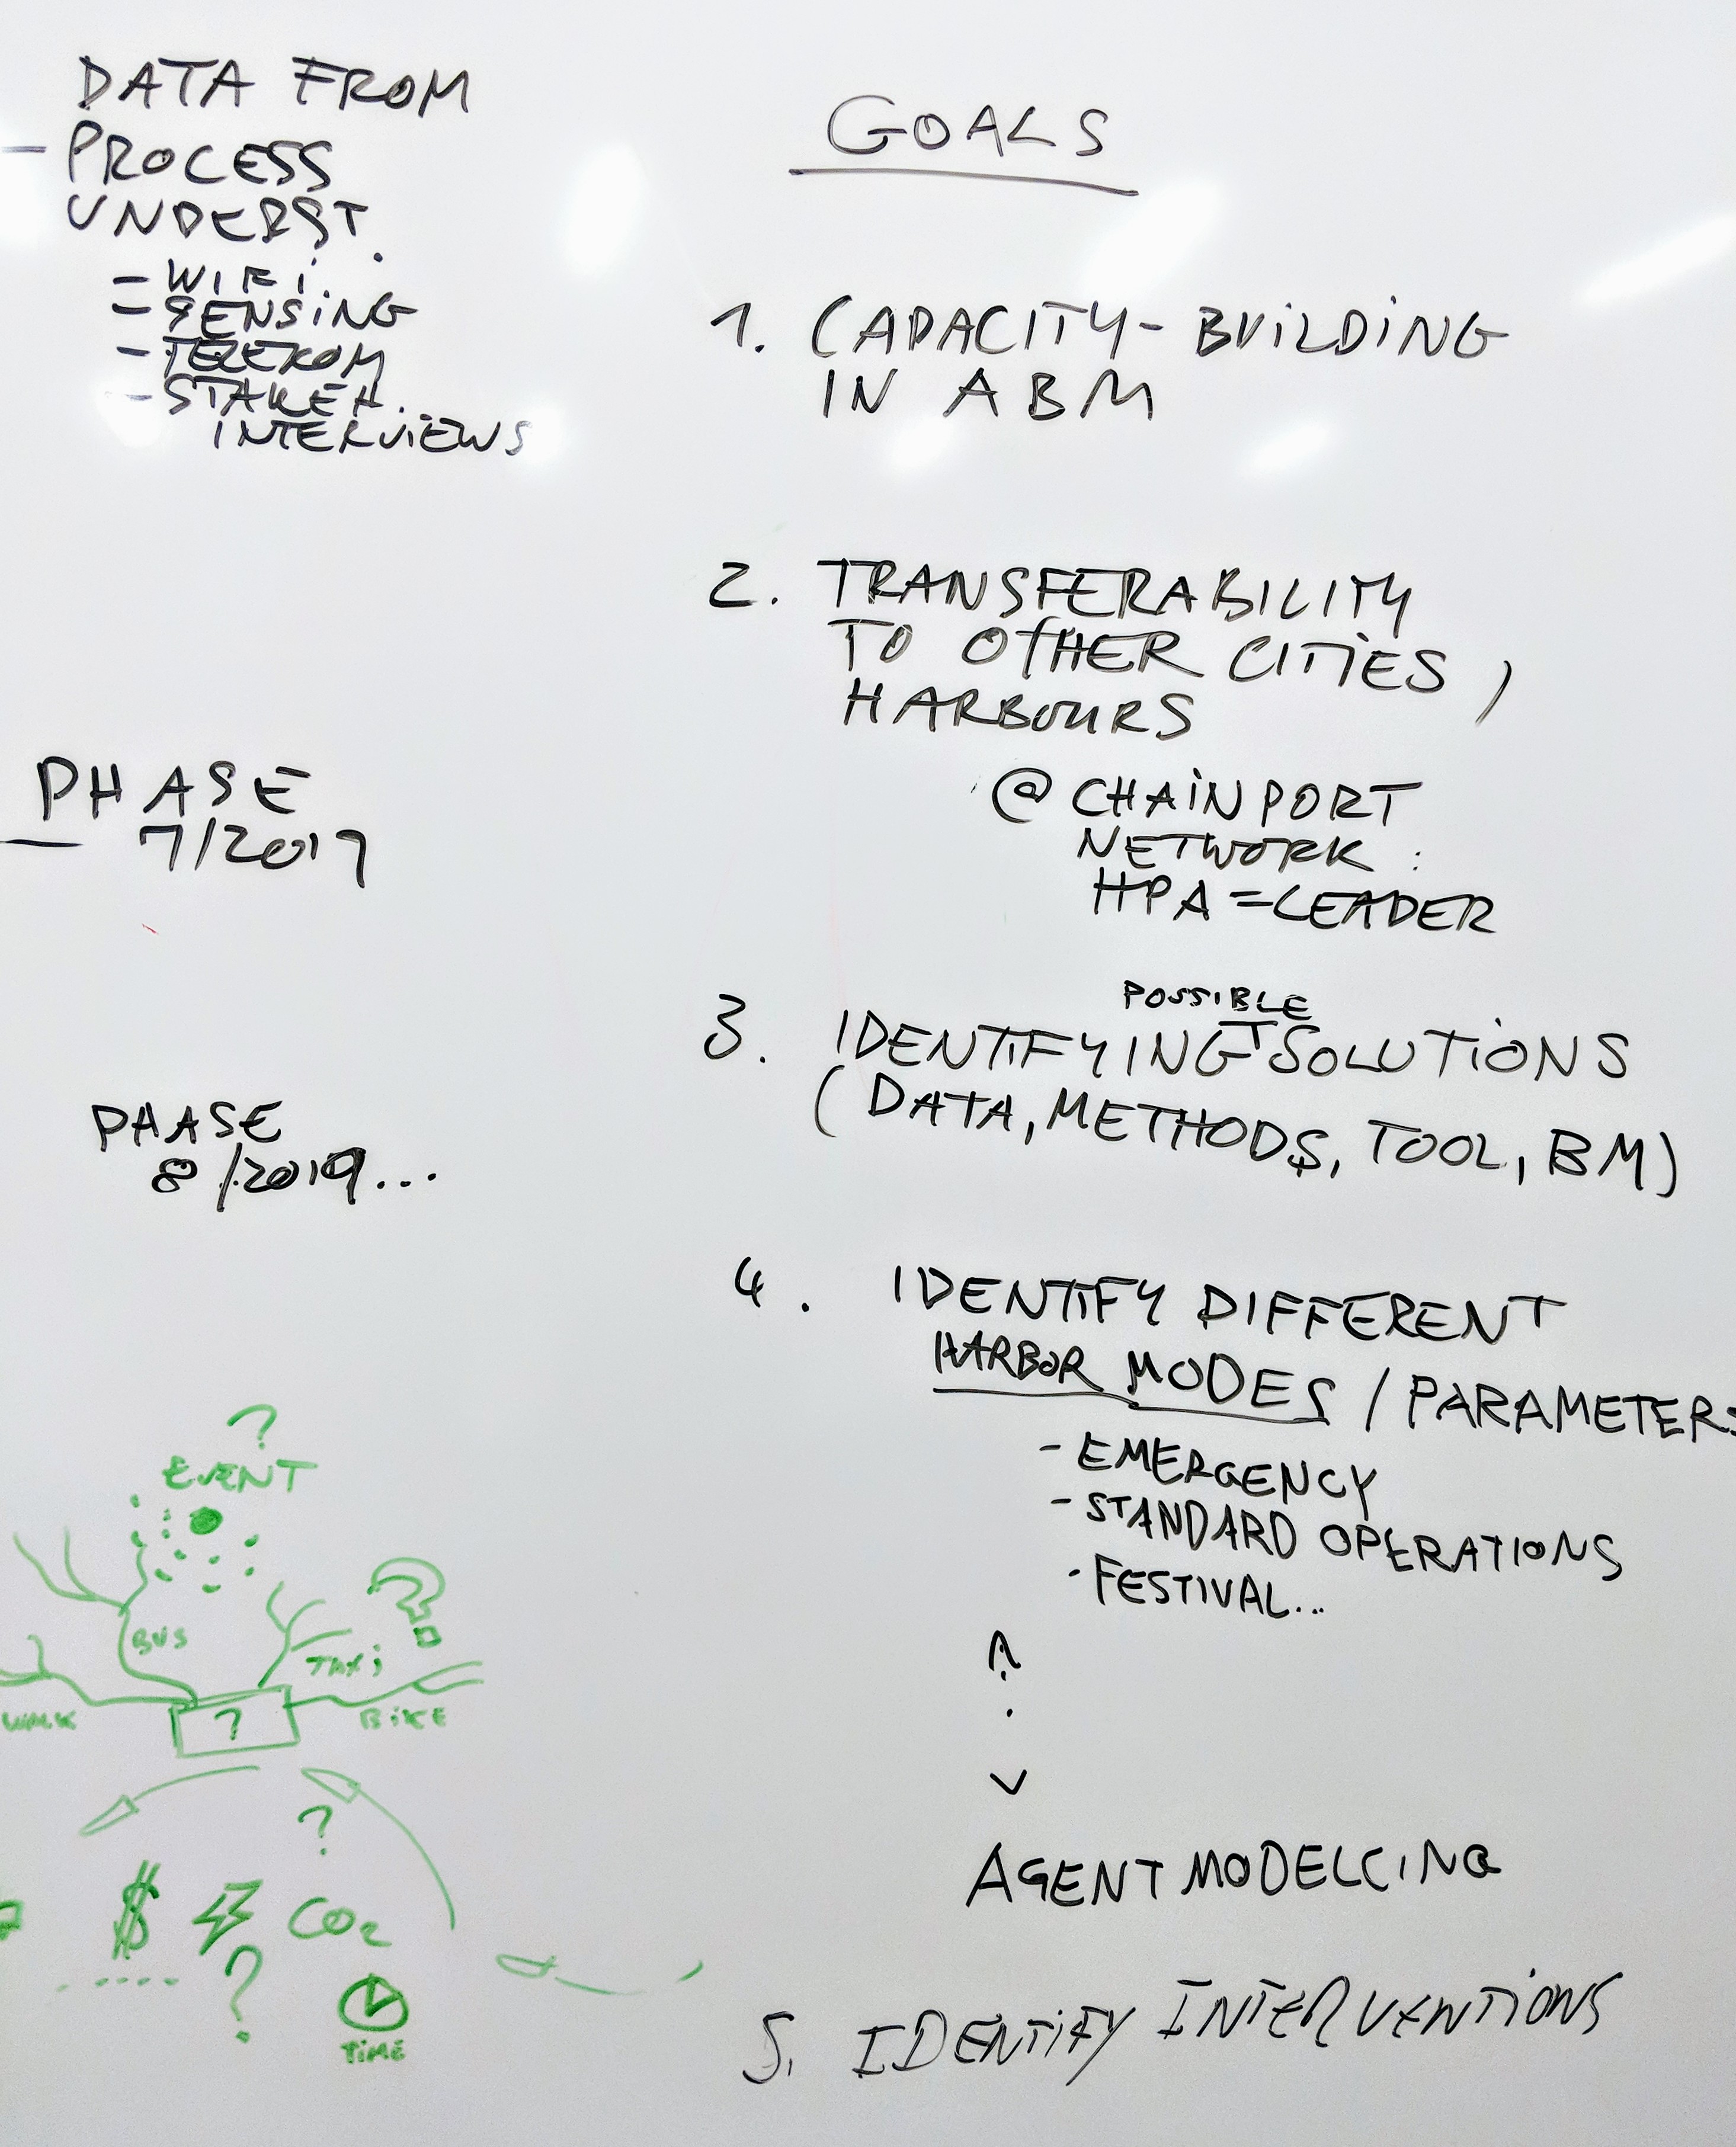 DATA FROM
- PROCESS
UNDERST.
- WIFI
- SENSING
- TELEKOM
- STAKEH.
INTERVIEWS
PHASE
7/2017
PHASE
8/2019...
?
EVENT
BUS
TAXI
?
WALK
?
BIKE
?
$ CO2
?
TIME
GOALS
1. CAPACITY-BUILDING
IN ABM
2. TRANSFERABILITY
TO OTHER CITIES,
HARBOURS
@ CHAINPORT
NETWORK:
HPA = LEADER
POSSIBLE
3. IDENTIFYING SOLUTIONS
(DATA, METHODS, TOOL, BM)
4. IDENTIFY DIFFERENT
HARBOR MODES / PARAMETERS
- EMERGENCY
- STANDARD OPERATIONS
- FESTIVAL...
AGENT MODELLING
5. IDENTIFY INTERVENTIONS